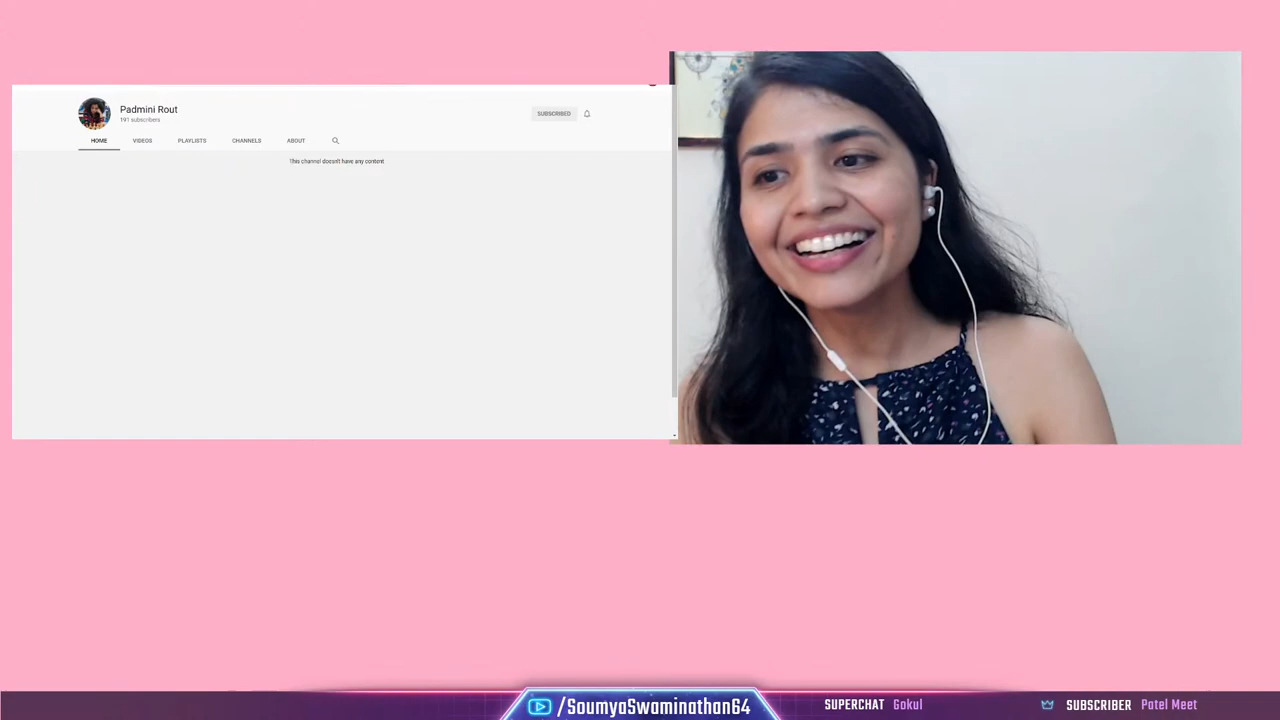 Padmini Rout
191 subscribers
SUBSCRIBED
HOME VIDEOS PLAYLISTS CHANNELS ABOUT
This channel doesn't have any content
/SoumyaSwaminathan64
SUPERCHAT Gokul
SUBSCRIBER Patel Meet